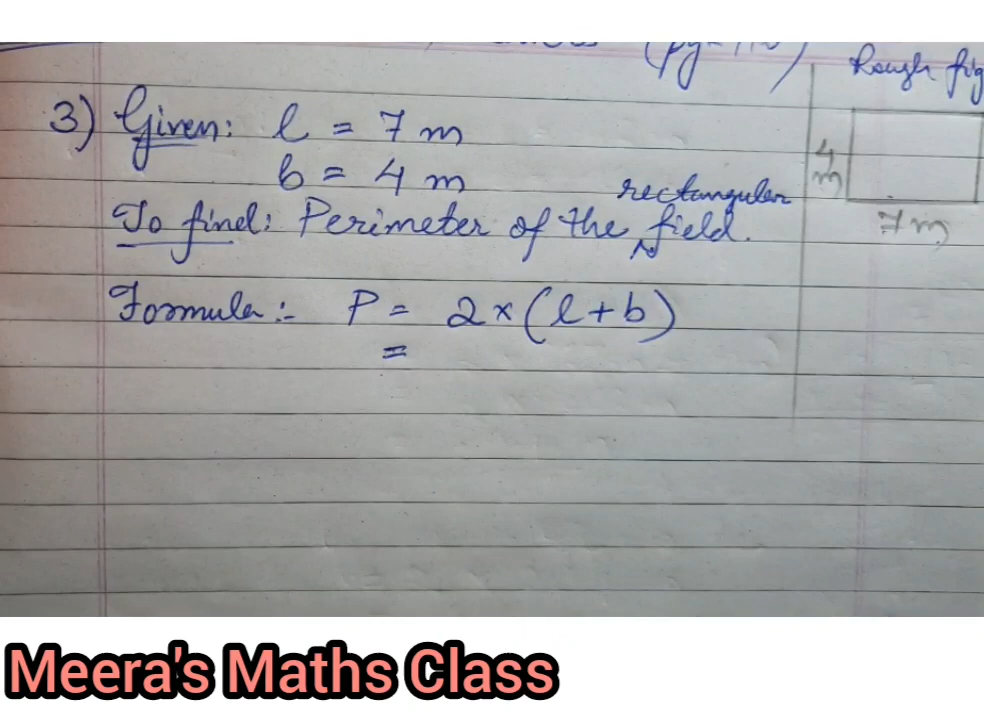 Rough fig
3) Given: l = 7 m
b = 4 m
rectangular
To find: Perimeter of the ^ field.
4 m
7 m
Formula:- P = 2 × (l + b)
=
Meera's Maths Class